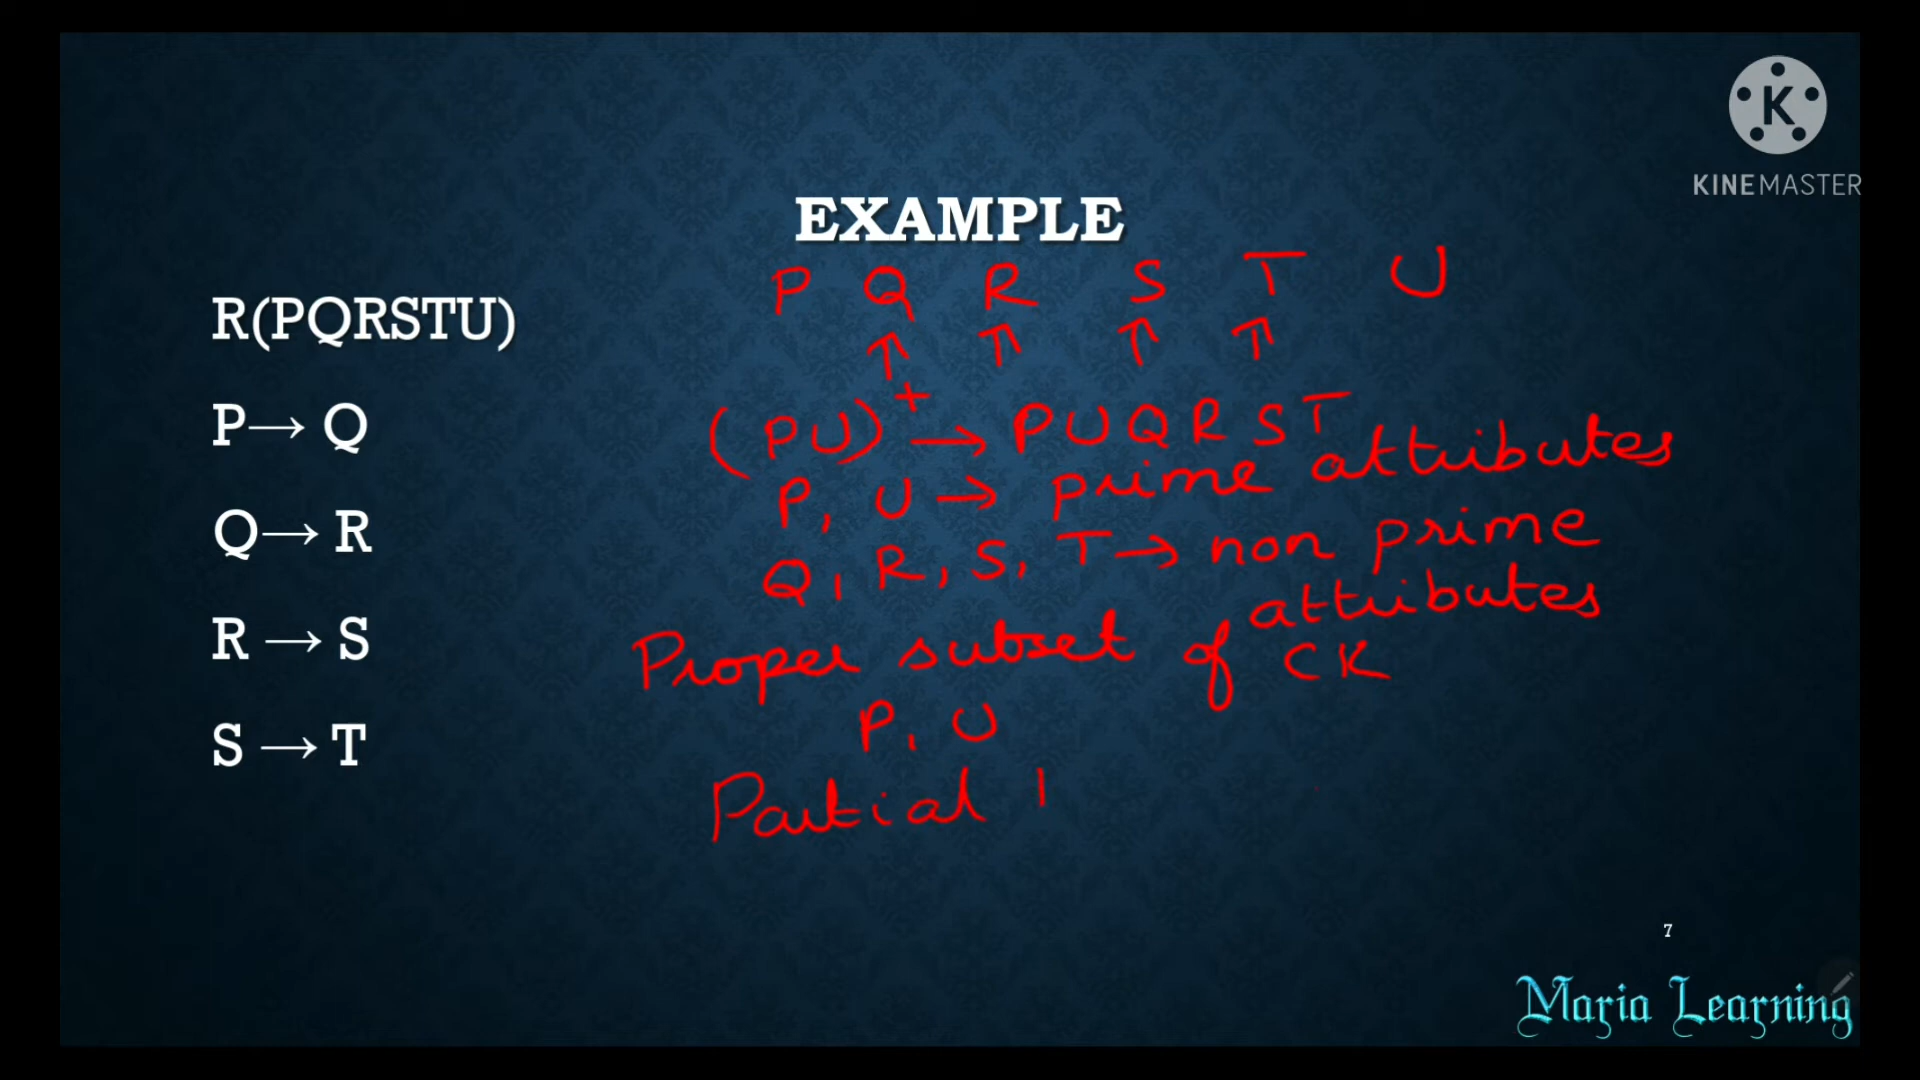 KINEMASTER
EXAMPLE
R(PQRSTU)
P→ Q
Q→ R
R → S
S → T
P Q R S T U
↑ ↑ ↑ ↑
(PU)⁺ → PUQRST
P, U → prime attributes
Q, R, S, T → non prime
attributes
Proper subset of CK
P, U
Partial
7
Maria Learning